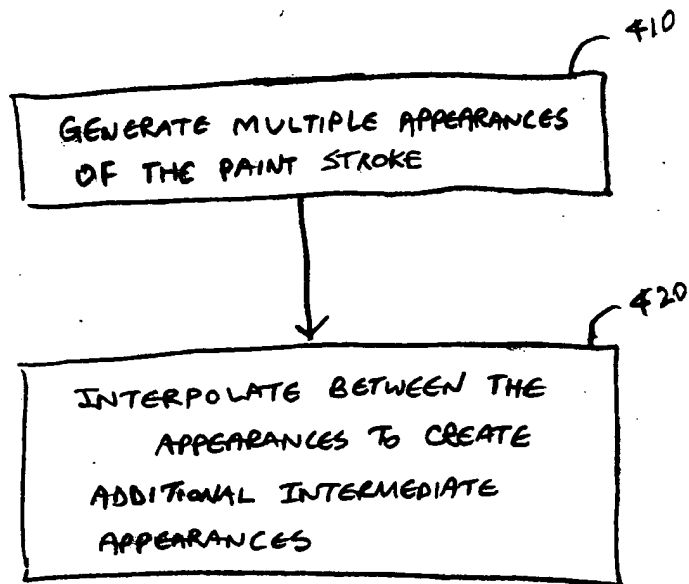 410
GENERATE MULTIPLE APPEARANCES
OF THE PAINT STROKE
420
INTERPOLATE BETWEEN THE
APPEARANCES TO CREATE
ADDITIONAL INTERMEDIATE
APPEARANCES